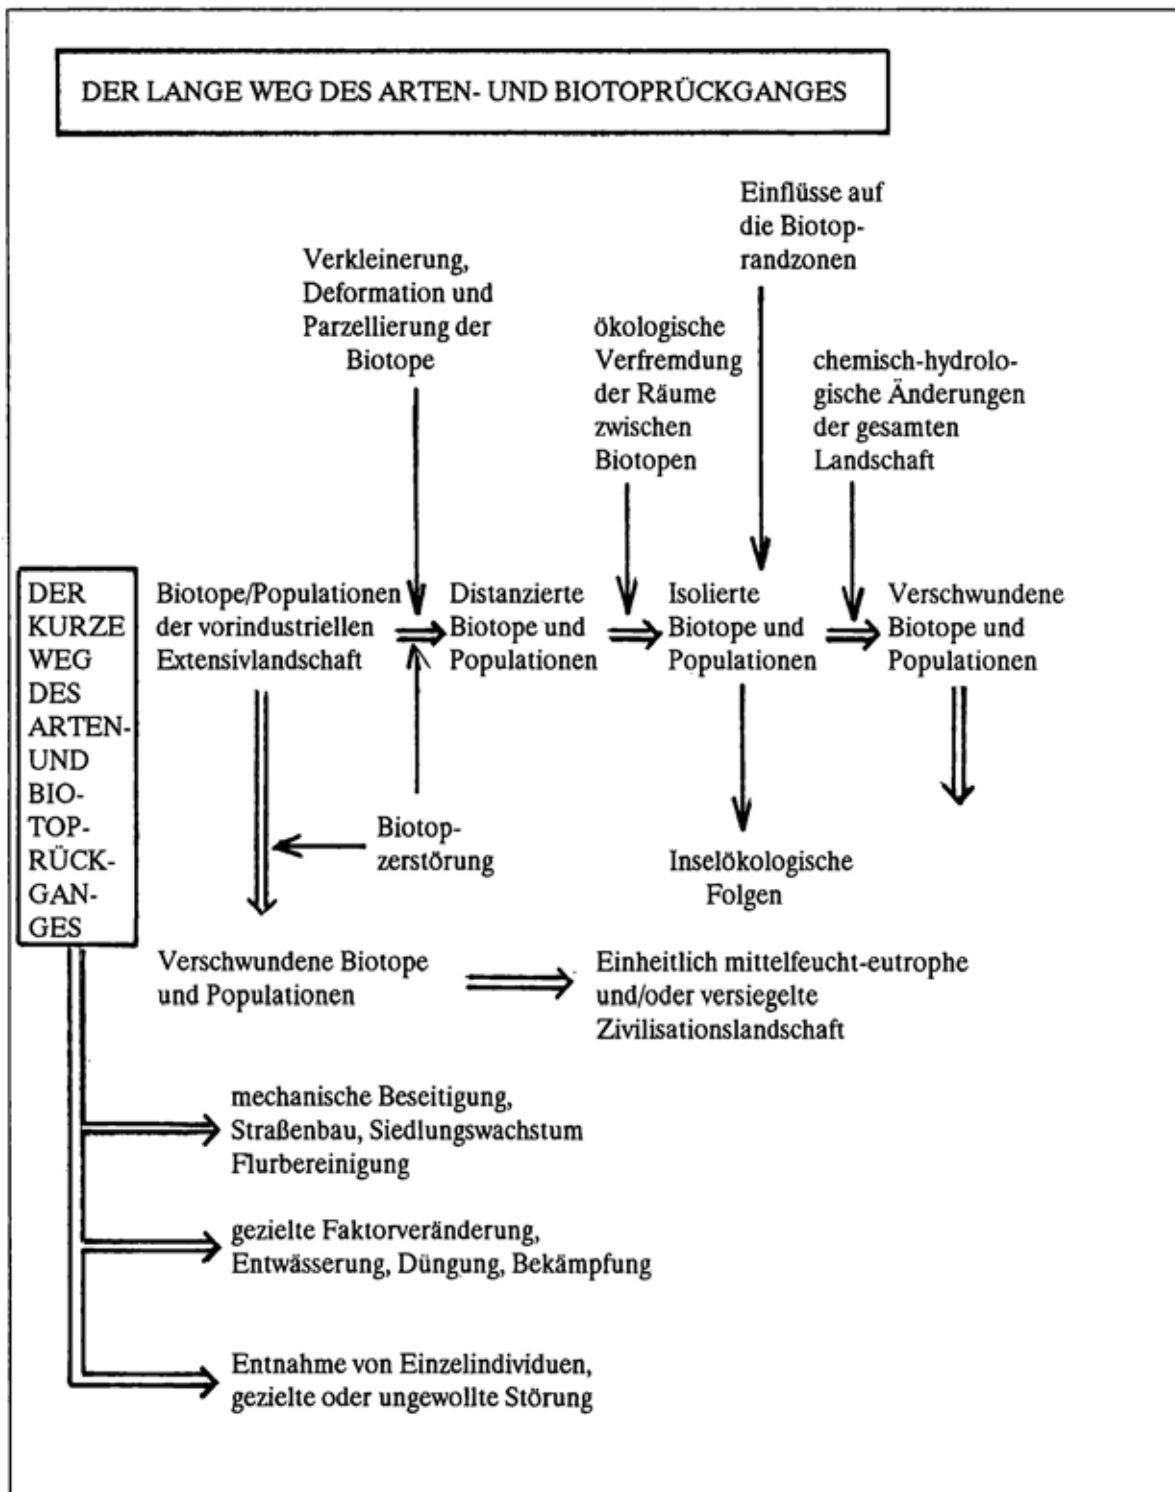 DER LANGE WEG DES ARTEN- UND BIOTOPRÜCKGANGES
Einflüsse auf
die Biotop-
randzonen
Verkleinerung,
Deformation und
Parzellierung der
Biotope
ökologische
Verfremdung
der Räume
zwischen
Biotopen
chemisch-hydrolo-
gische Änderungen
der gesamten
Landschaft
DER
KURZE
WEG
DES
ARTEN-
UND
BIO-
TOP-
RÜCK-
GAN-
GES
Biotope/Populationen
der vorindustriellen
Extensivlandschaft
Distanzierte
Biotope und
Populationen
Isolierte
Biotope und
Populationen
Verschwundene
Biotope und
Populationen
Biotop-
zerstörung
Inselökologische
Folgen
Verschwundene Biotope
und Populationen
Einheitlich mittelfeucht-eutrophe
und/oder versiegelte
Zivilisationslandschaft
mechanische Beseitigung,
Straßenbau, Siedlungswachstum
Flurbereinigung
gezielte Faktorveränderung,
Entwässerung, Düngung, Bekämpfung
Entnahme von Einzelindividuen,
gezielte oder ungewollte Störung